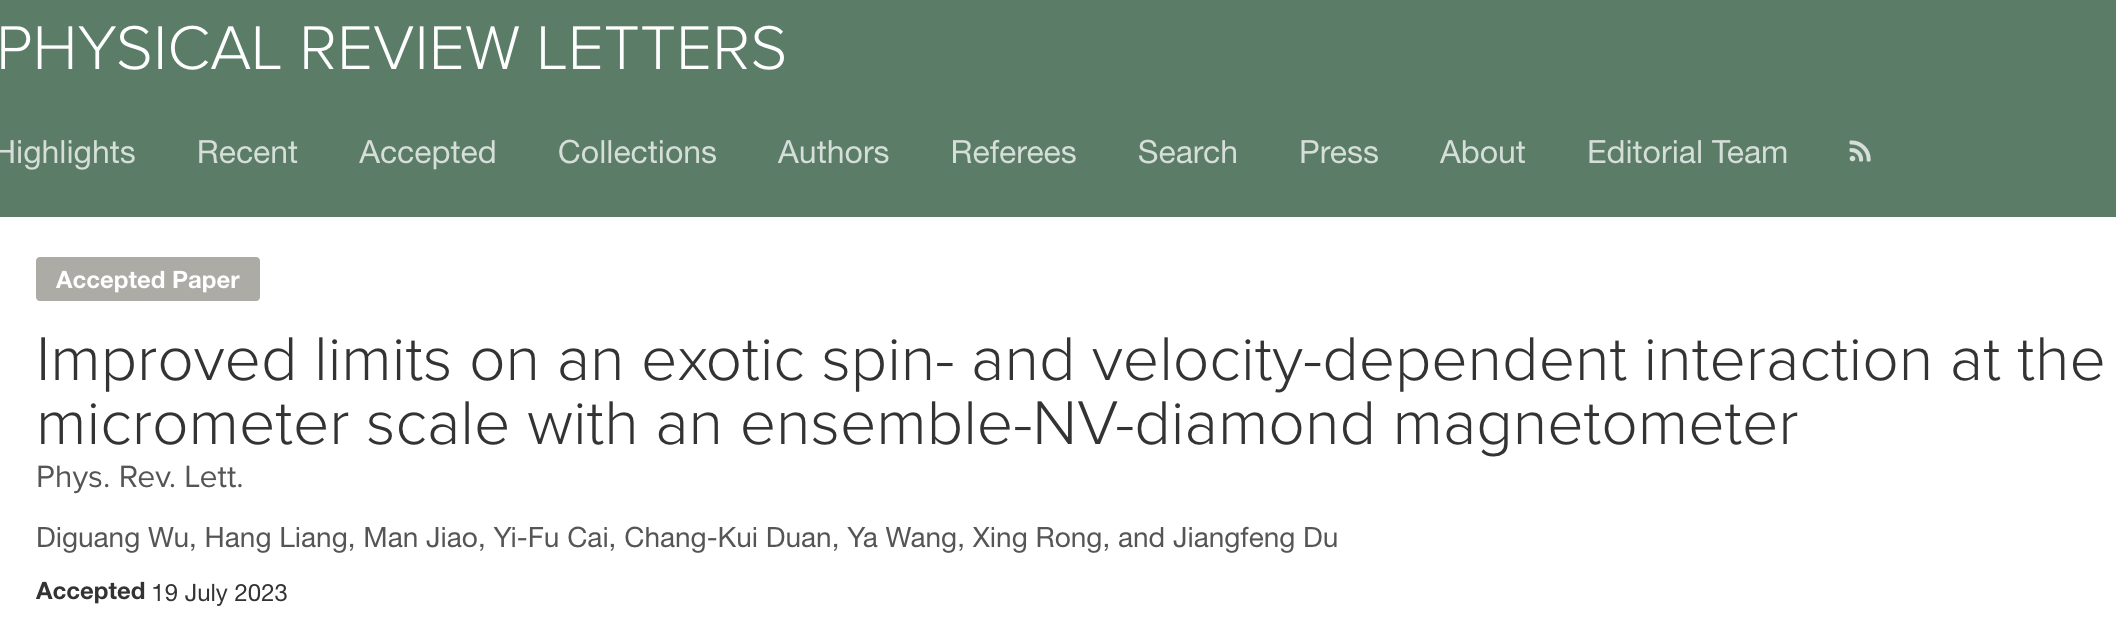 PHYSICAL REVIEW LETTERS
Highlights Recent Accepted Collections Authors Referees Search Press About Editorial Team
Accepted Paper
Improved limits on an exotic spin- and velocity-dependent interaction at the
micrometer scale with an ensemble-NV-diamond magnetometer
Phys. Rev. Lett.
Diguang Wu, Hang Liang, Man Jiao, Yi-Fu Cai, Chang-Kui Duan, Ya Wang, Xing Rong, and Jiangfeng Du
Accepted 19 July 2023